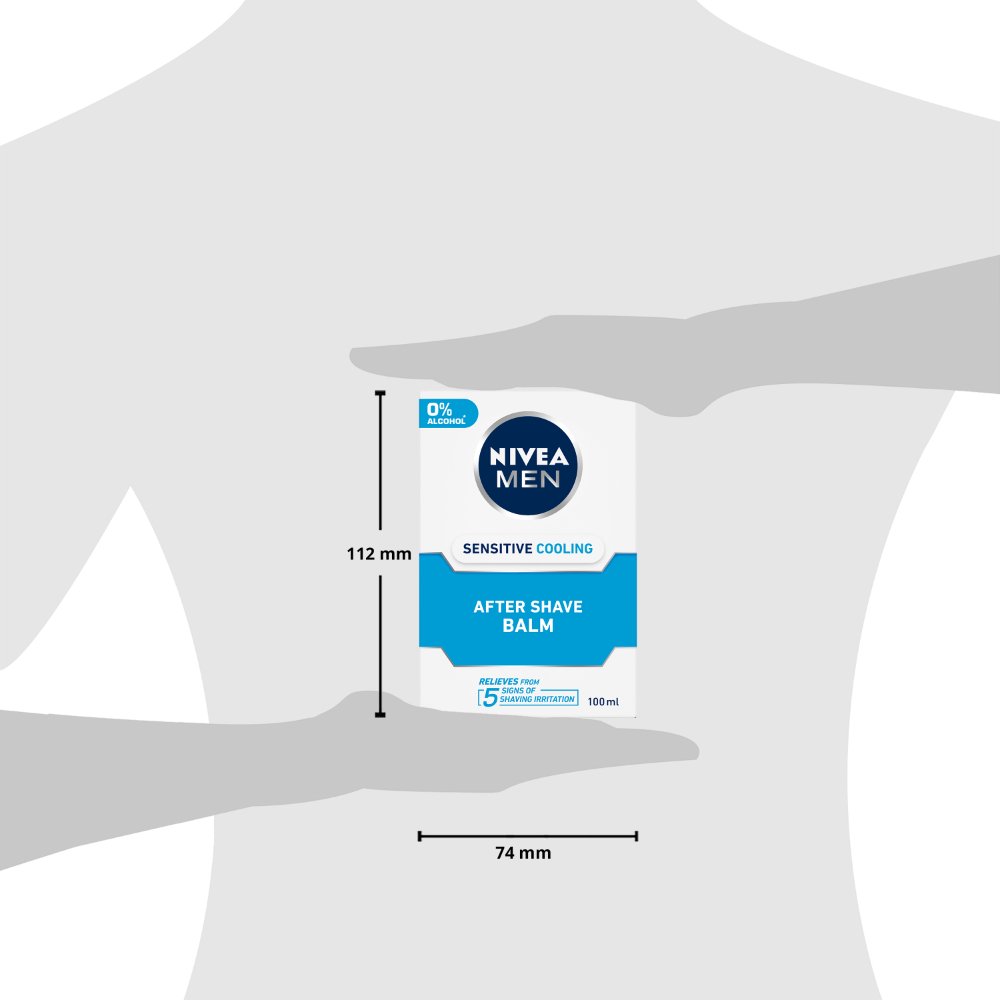 0%
ALCOHOL*
NIVEA
MEN
SENSITIVE COOLING
112 mm
AFTER SHAVE
BALM
RELIEVES FROM
5 SIGNS OF
SHAVING IRRITATION
100ml
74 mm